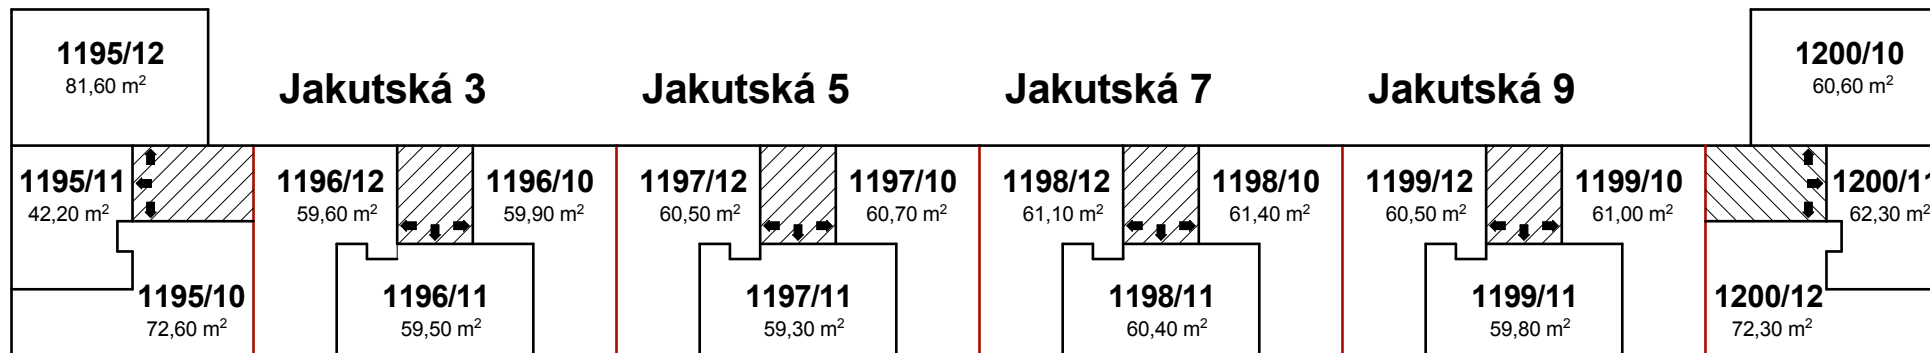 1195/12
81,60 m²
Jakutská 3
Jakutská 5
Jakutská 7
Jakutská 9
1200/10
60,60 m²
1195/11
42,20 m²
1196/12
59,60 m²
1196/10
59,90 m²
1197/12
60,50 m²
1197/10
60,70 m²
1198/12
61,10 m²
1198/10
61,40 m²
1199/12
60,50 m²
1199/10
61,00 m²
1200/11
62,30 m²
1195/10
72,60 m²
1196/11
59,50 m²
1197/11
59,30 m²
1198/11
60,40 m²
1199/11
59,80 m²
1200/12
72,30 m²